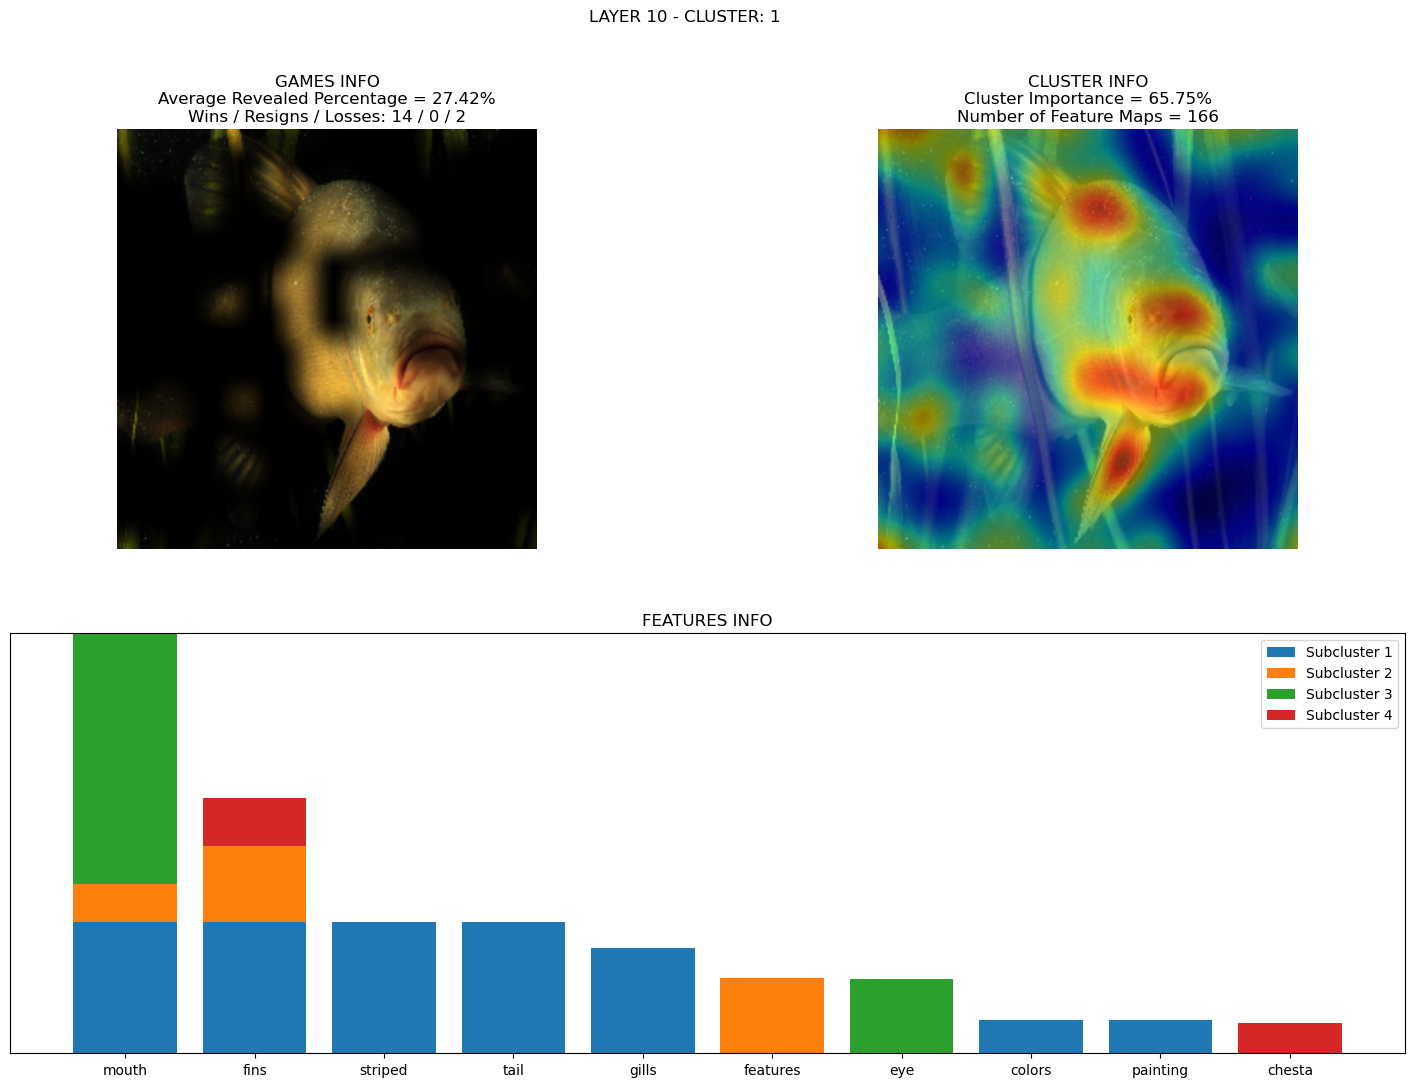 LAYER 10 - CLUSTER: 1
GAMES INFO
Average Revealed Percentage = 27.42%
Wins / Resigns / Losses: 14 / 0 / 2
CLUSTER INFO
Cluster Importance = 65.75%
Number of Feature Maps = 166
FEATURES INFO
Subcluster 1
Subcluster 2
Subcluster 3
Subcluster 4
mouth fins striped tail gills features eye colors painting chesta